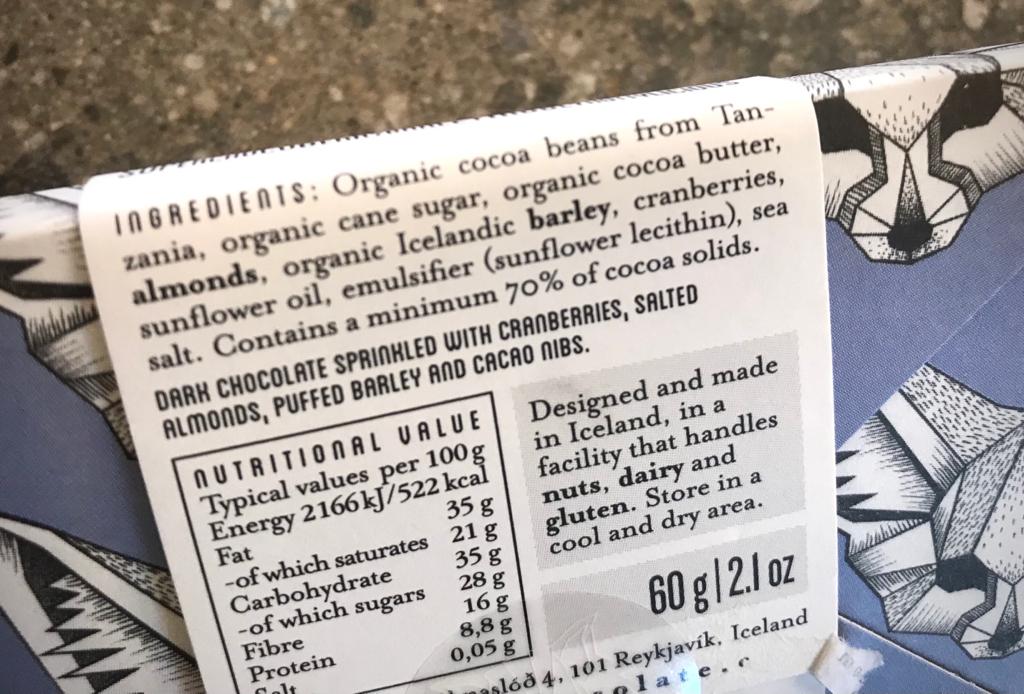 INGREDIENTS: Organic cocoa beans from Tan-
zania, organic cane sugar, organic cocoa butter,
almonds, organic Icelandic barley, cranberries,
sunflower oil, emulsifier (sunflower lecithin), sea
salt. Contains a minimum 70% of cocoa solids.
DARK CHOCOLATE SPRINKLED WITH CRANBERRIES, SALTED
ALMONDS, PUFFED BARLEY AND CACAO NIBS.
NUTRITIONAL VALUE
Typical values per 100g
Energy 2166kJ/522kcal
Fat 35 g
-of which saturates 21 g
Carbohydrate 35 g
-of which sugars 28 g
Fibre 16 g
Protein 8,8 g
Salt 0,05 g
Designed and made
in Iceland, in a
facility that handles
nuts, dairy and
gluten. Store in a
cool and dry area.
60 g|2.1 oz
4, 101 Reykjavík, Iceland